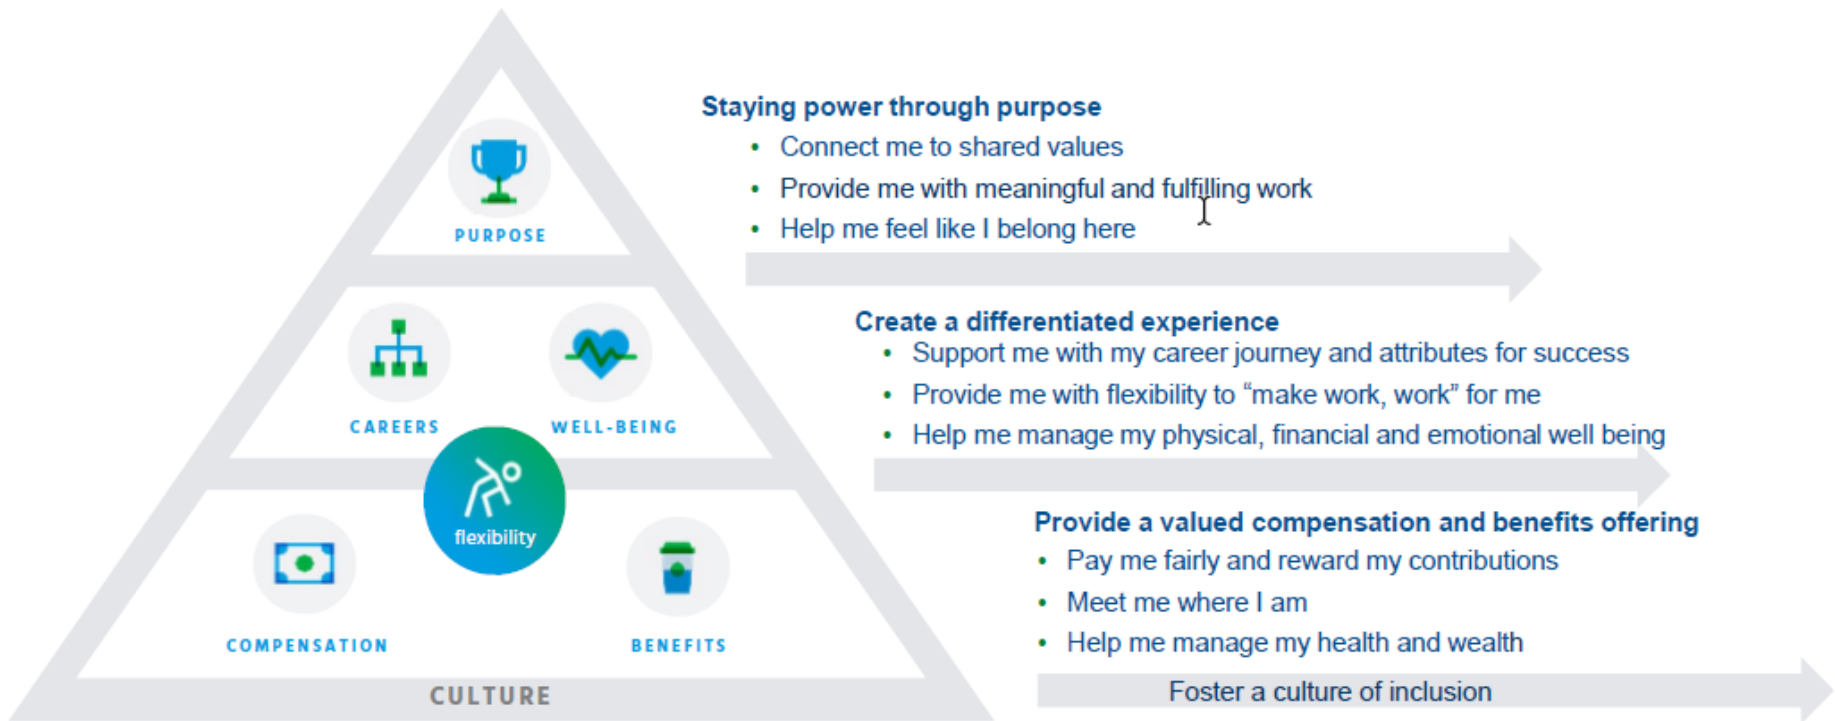 Staying power through purpose
• Connect me to shared values
• Provide me with meaningful and fulfilling work
• Help me feel like I belong here
PURPOSE
Create a differentiated experience
• Support me with my career journey and attributes for success
• Provide me with flexibility to “make work, work” for me
• Help me manage my physical, financial and emotional well being
CAREERS
WELL-BEING
flexibility
Provide a valued compensation and benefits offering
• Pay me fairly and reward my contributions
• Meet me where I am
• Help me manage my health and wealth
COMPENSATION
BENEFITS
CULTURE
Foster a culture of inclusion